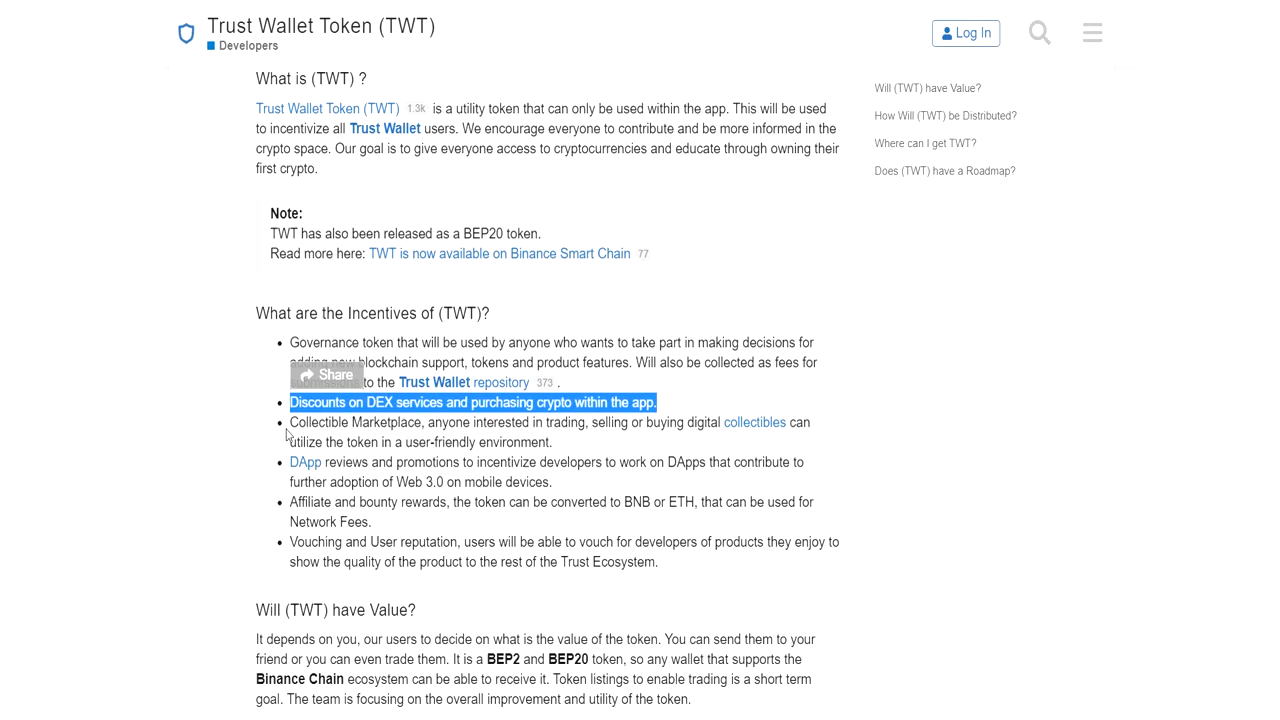 Trust Wallet Token (TWT)
Developers
Log In
What is (TWT) ?
Trust Wallet Token (TWT) 1.3k is a utility token that can only be used within the app. This will be used
to incentivize all Trust Wallet users. We encourage everyone to contribute and be more informed in the
crypto space. Our goal is to give everyone access to cryptocurrencies and educate through owning their
first crypto.
Note:
TWT has also been released as a BEP20 token.
Read more here: TWT is now available on Binance Smart Chain 77
What are the Incentives of (TWT)?
Governance token that will be used by anyone who wants to take part in making decisions for
adding new blockchain support, tokens and product features. Will also be collected as fees for
Share
submissions to the Trust Wallet repository 373 .
Discounts on DEX services and purchasing crypto within the app.
Collectible Marketplace, anyone interested in trading, selling or buying digital collectibles can
utilize the token in a user-friendly environment.
DApp reviews and promotions to incentivize developers to work on DApps that contribute to
further adoption of Web 3.0 on mobile devices.
Affiliate and bounty rewards, the token can be converted to BNB or ETH, that can be used for
Network Fees.
Vouching and User reputation, users will be able to vouch for developers of products they enjoy to
show the quality of the product to the rest of the Trust Ecosystem.
Will (TWT) have Value?
It depends on you, our users to decide on what is the value of the token. You can send them to your
friend or you can even trade them. It is a BEP2 and BEP20 token, so any wallet that supports the
Binance Chain ecosystem can be able to receive it. Token listings to enable trading is a short term
goal. The team is focusing on the overall improvement and utility of the token.
Will (TWT) have Value?
How Will (TWT) be Distributed?
Where can I get TWT?
Does (TWT) have a Roadmap?